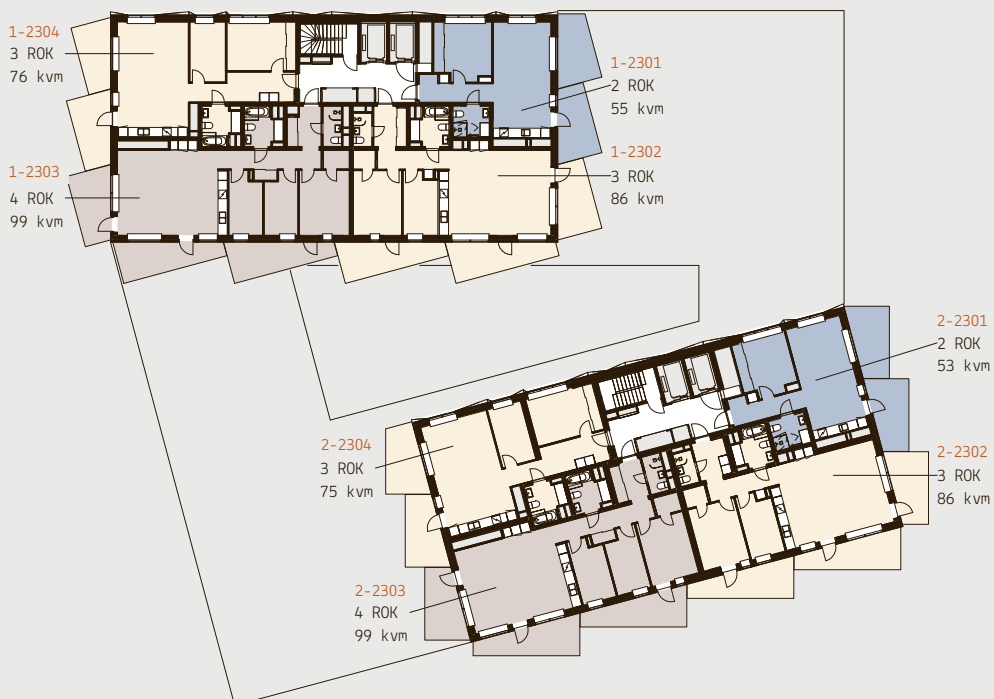 1-2304
3 ROK
76 kvm
1-2301
2 ROK
55 kvm
1-2302
3 ROK
86 kvm
1-2303
4 ROK
99 kvm
2-2301
2 ROK
53 kvm
2-2304
3 ROK
75 kvm
2-2302
3 ROK
86 kvm
2-2303
4 ROK
99 kvm